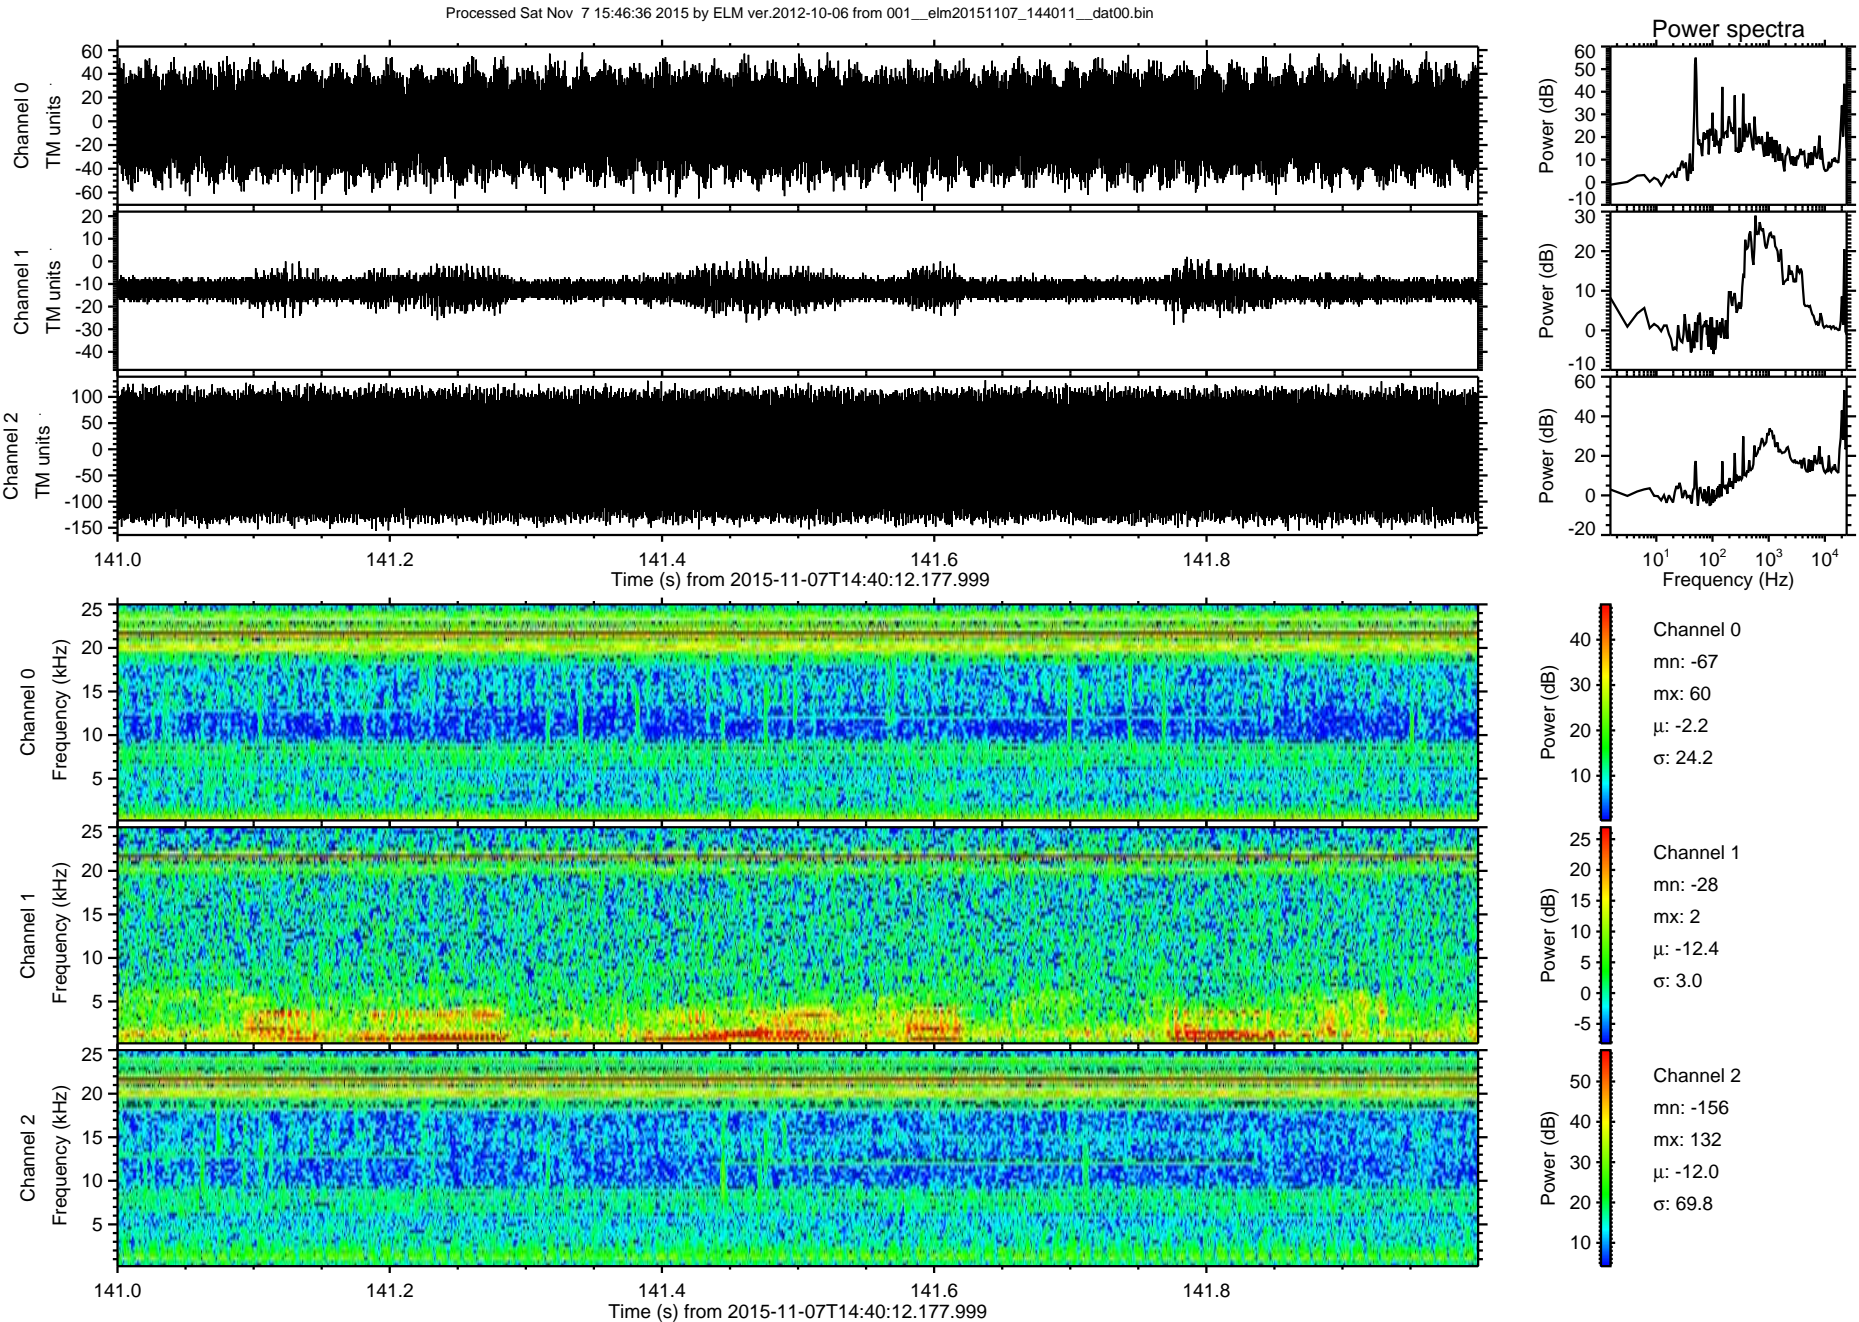 Processed Sat Nov  7 15:46:36 2015 by ELM ver.2012-10-06 from 001__elm20151107_144011__dat00.bin
Power spectra
Channel 0
TM units
60
40
20
0
-20
-40
-60
Power (dB)
60
50
40
30
20
10
0
-10
Channel 1
TM units
20
10
0
-10
-20
-30
-40
Power (dB)
30
20
10
0
-10
Channel 2
TM units
100
50
0
-50
-100
-150
Power (dB)
60
40
20
0
-20
141.0 141.2 141.4 141.6 141.8
Time (s) from 2015-11-07T14:40:12.177.999
10¹ 10² 10³ 10⁴
Frequency (Hz)
Channel 0
Frequency (kHz)
25
20
15
10
5
Power (dB)
40
30
20
10
Channel 0
mn: -67
mx: 60
μ: -2.2
σ: 24.2
Channel 1
Frequency (kHz)
25
20
15
10
5
Power (dB)
25
20
15
10
5
0
-5
Channel 1
mn: -28
mx: 2
μ: -12.4
σ: 3.0
Channel 2
Frequency (kHz)
25
20
15
10
5
Power (dB)
50
40
30
20
10
Channel 2
mn: -156
mx: 132
μ: -12.0
σ: 69.8
141.0 141.2 141.4 141.6 141.8
Time (s) from 2015-11-07T14:40:12.177.999